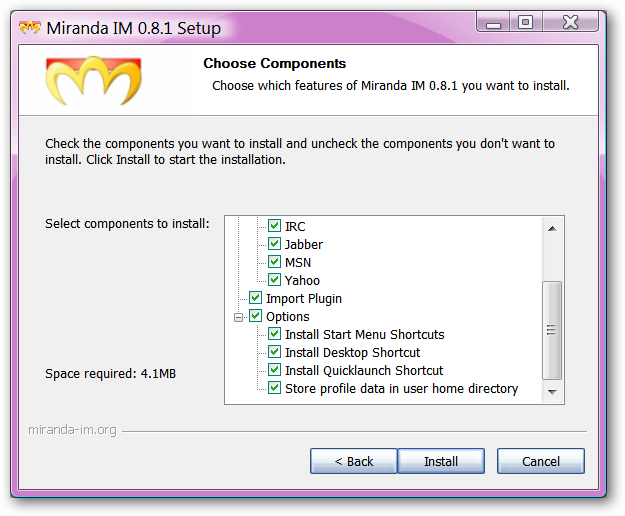 Miranda IM 0.8.1 Setup
Choose Components
Choose which features of Miranda IM 0.8.1 you want to install.
Check the components you want to install and uncheck the components you don't want to
install. Click Install to start the installation.
Select components to install:
IRC
Jabber
MSN
Yahoo
Import Plugin
Options
Install Start Menu Shortcuts
Install Desktop Shortcut
Install Quicklaunch Shortcut
Store profile data in user home directory
Space required: 4.1MB
miranda-im.org
< Back
Install
Cancel